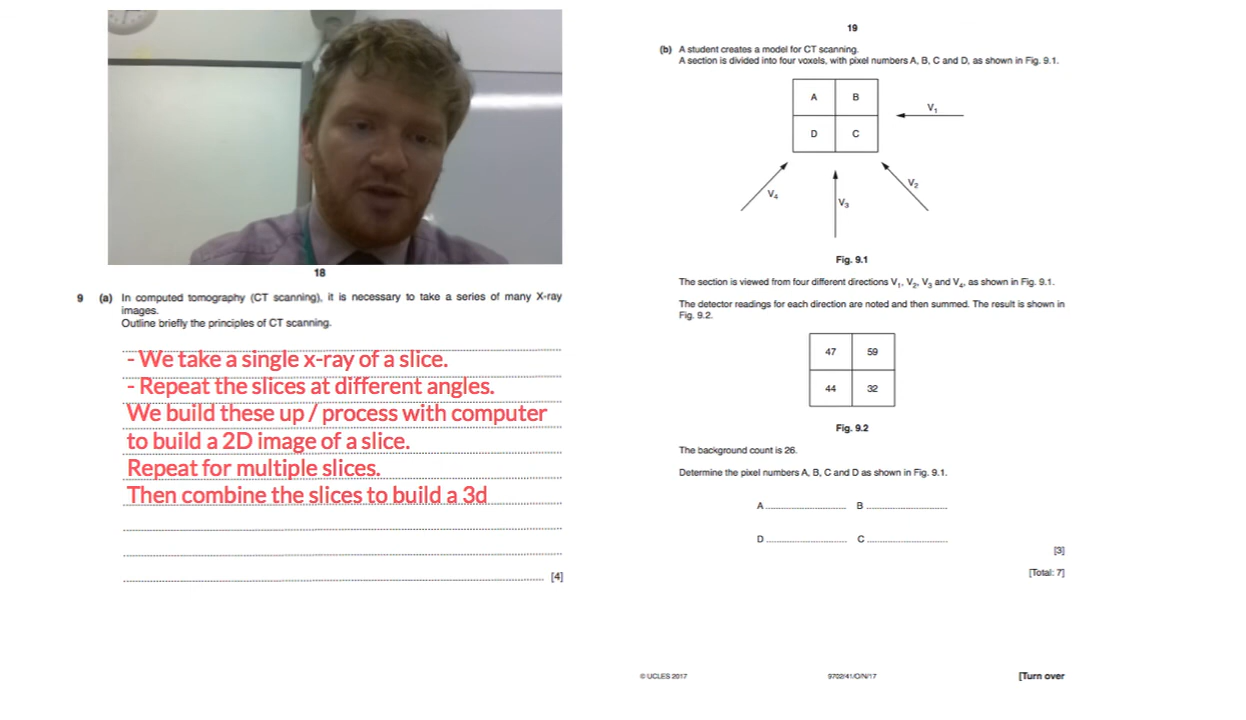 18
9 (a) In computed tomography (CT scanning), it is necessary to take a series of many X-ray
images.
Outline briefly the principles of CT scanning.
- We take a single x-ray of a slice.
- Repeat the slices at different angles.
We build these up / process with computer
to build a 2D image of a slice.
Repeat for multiple slices.
Then combine the slices to build a 3d
[4]
19
(b) A student creates a model for CT scanning.
A section is divided into four voxels, with pixel numbers A, B, C and D, as shown in Fig. 9.1.
A B
V1
D C
V4 V3 V2
Fig. 9.1
The section is viewed from four different directions V1, V2, V3 and V4, as shown in Fig. 9.1.
The detector readings for each direction are noted and then summed. The result is shown in
Fig. 9.2.
47 59
44 32
Fig. 9.2
The background count is 26.
Determine the pixel numbers A, B, C and D as shown in Fig. 9.1.
A B
D C
[3]
[Total: 7]
© UCLES 2017 9702/41/O/N/17 [Turn over